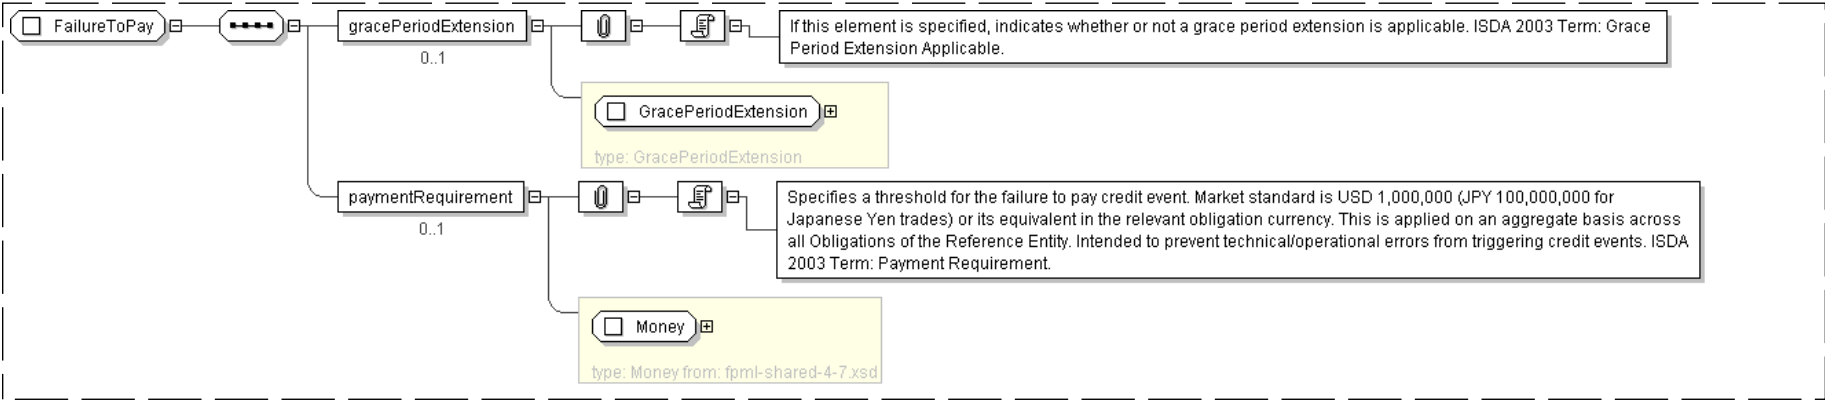 FailureToPay
gracePeriodExtension
0..1
If this element is specified, indicates whether or not a grace period extension is applicable. ISDA 2003 Term: Grace
Period Extension Applicable.
GracePeriodExtension
type: GracePeriodExtension
paymentRequirement
0..1
Specifies a threshold for the failure to pay credit event. Market standard is USD 1,000,000 (JPY 100,000,000 for
Japanese Yen trades) or its equivalent in the relevant obligation currency. This is applied on an aggregate basis across
all Obligations of the Reference Entity. Intended to prevent technical/operational errors from triggering credit events. ISDA
2003 Term: Payment Requirement.
Money
type: Money from: fpml-shared-4-7.xsd